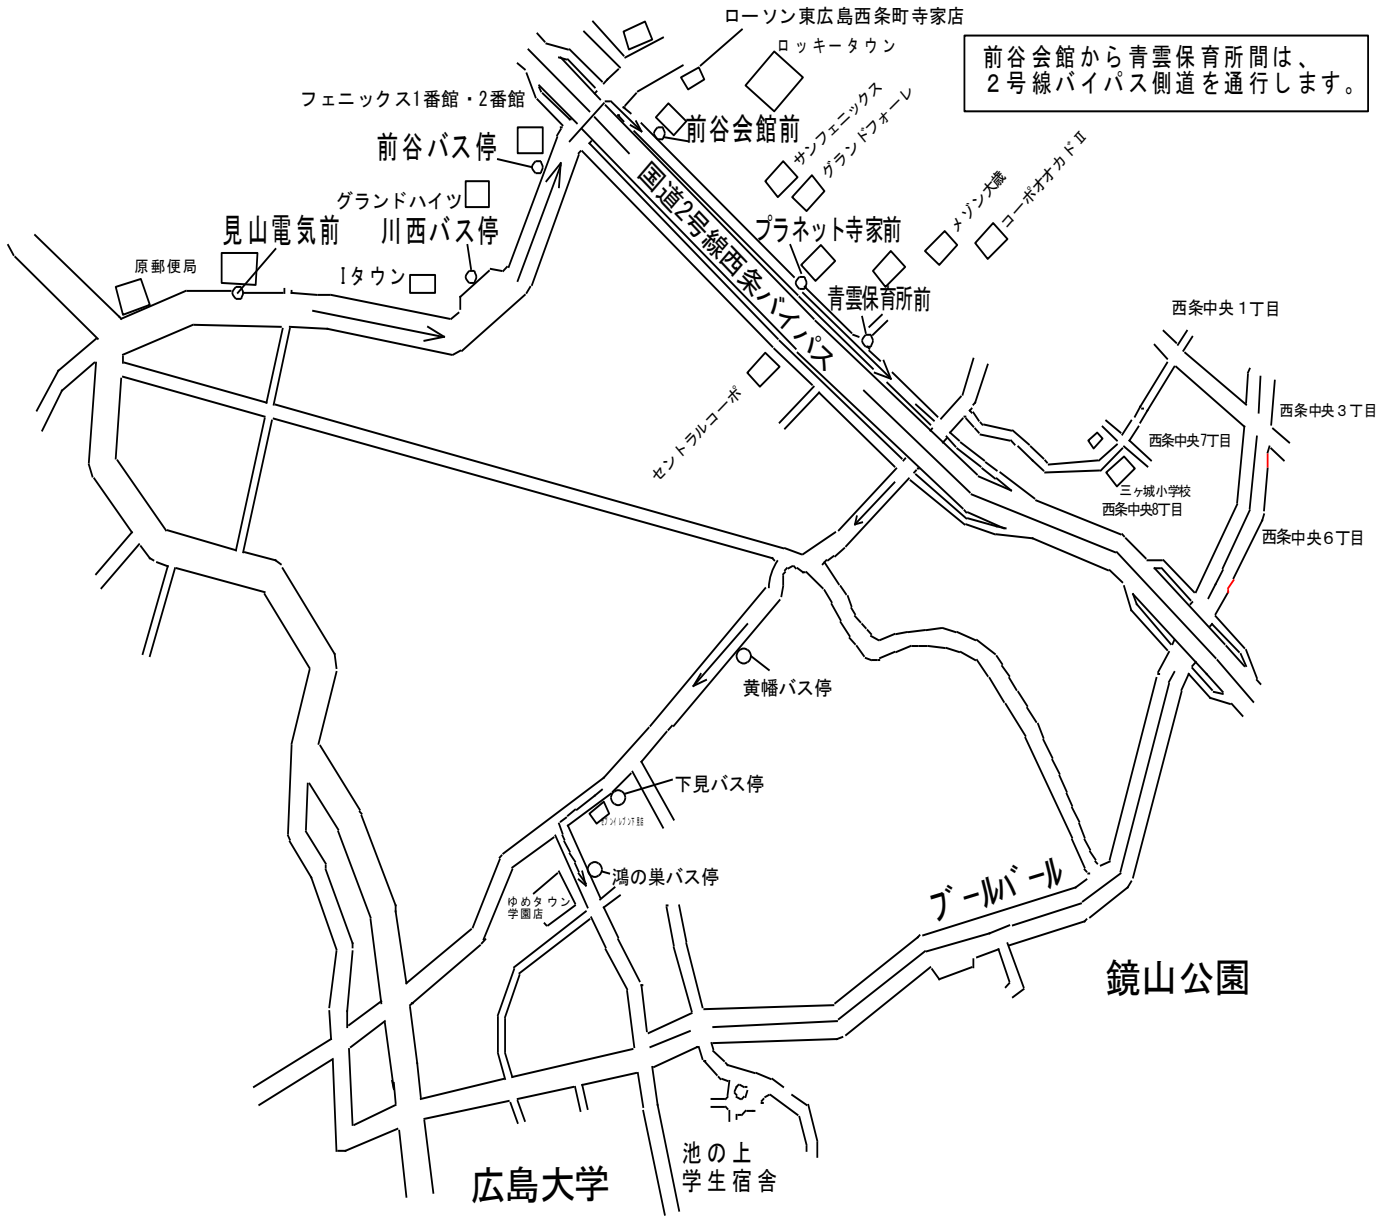 ローソン東広島西条町寺家店
ロッキータウン
前谷会館から青雲保育所間は、
２号線バイパス側道を通行します。
フェニックス1番館・2番館
前谷会館前
前谷バス停
サンフェニックス
グランドフォーレ
コーポオオカドⅡ
メゾン大歳
グランドハイツ
国道2号線西条バイパス
見山電気前
川西バス停
プラネット寺家前
原郵便局
Iタウン
青雲保育所前
西条中央１丁目
セントラルコーポ
西条中央３丁目
西条中央7丁目
三ヶ城小学校
西条中央8丁目
西条中央６丁目
黄幡バス停
下見バス停
鴻の巣バス停
ゆめタウン
学園店
ブールバール
鏡山公園
池の上
学生宿舎
広島大学